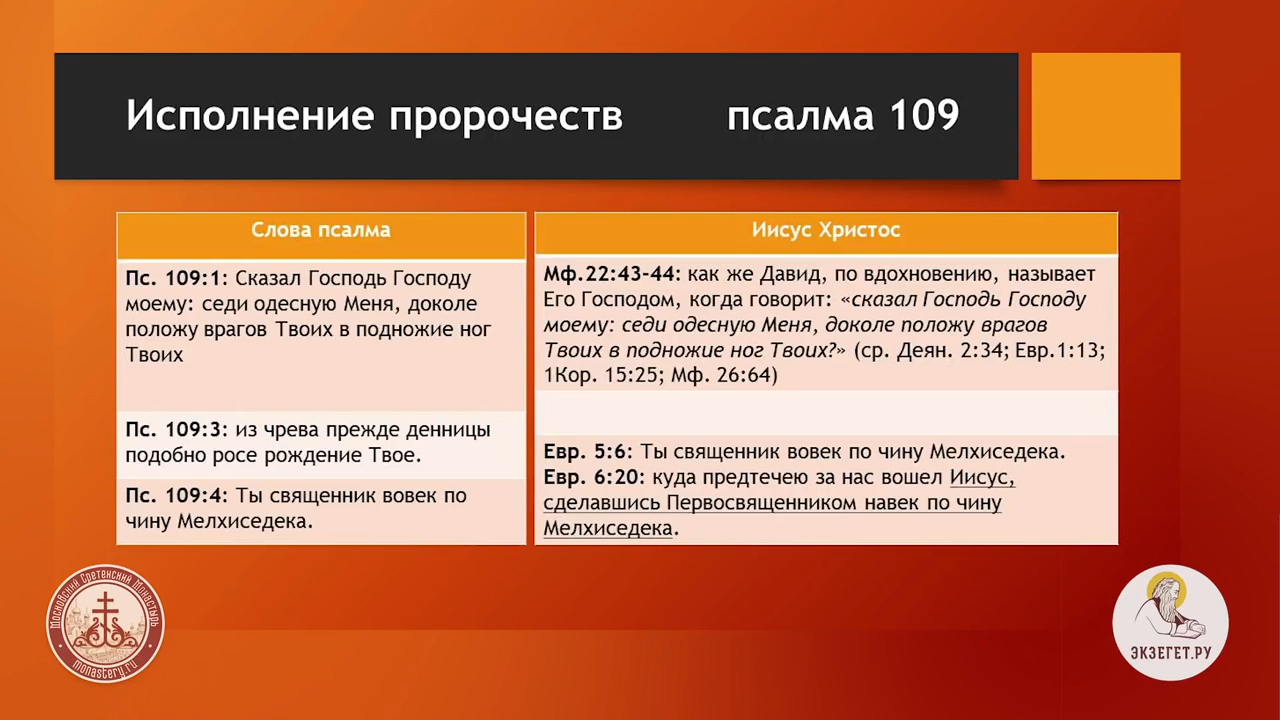 Исполнение пророчеств псалма 109
Слова псалма
Пс. 109:1: Сказал Господь Господу
моему: седи одесную Меня, доколе
положу врагов Твоих в подножие ног
Твоих
Пс. 109:3: из чрева прежде денницы
подобно росе рождение Твое.
Пс. 109:4: Ты священник вовек по
чину Мелхиседека.
Иисус Христос
Мф.22:43-44: как же Давид, по вдохновению, называет
Его Господом, когда говорит: «сказал Господь Господу
моему: седи одесную Меня, доколе положу врагов
Твоих в подножие ног Твоих?» (ср. Деян. 2:34; Евр.1:13;
1Кор. 15:25; Мф. 26:64)
Евр. 5:6: Ты священник вовек по чину Мелхиседека.
Евр. 6:20: куда предтечею за нас вошел Иисус,
сделавшись Первосвященником навек по чину
Мелхиседека.
Московский Сретенский Монастырь
monastery.ru
ЭКЗЕГЕТ.РУ